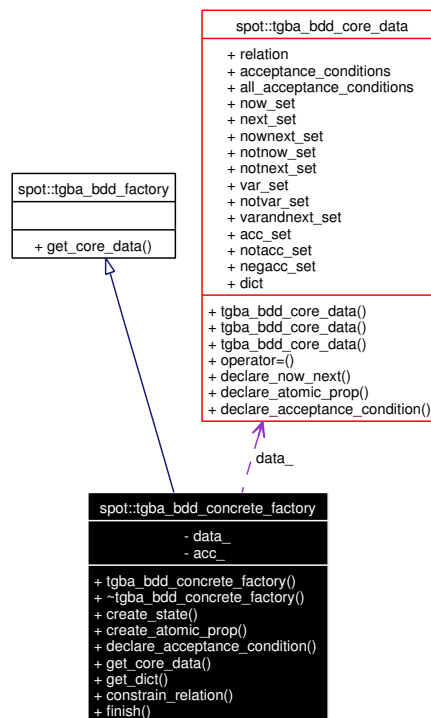 spot::tgba_bdd_core_data
+ relation
+ acceptance_conditions
+ all_acceptance_conditions
+ now_set
+ next_set
+ nownext_set
+ notnow_set
+ notnext_set
+ var_set
+ notvar_set
+ varandnext_set
+ acc_set
+ notacc_set
+ negacc_set
+ dict
+ tgba_bdd_core_data()
+ tgba_bdd_core_data()
+ tgba_bdd_core_data()
+ operator=()
+ declare_now_next()
+ declare_atomic_prop()
+ declare_acceptance_condition()
spot::tgba_bdd_factory
+ get_core_data()
data_
spot::tgba_bdd_concrete_factory
- data_
- acc_
+ tgba_bdd_concrete_factory()
+ ~tgba_bdd_concrete_factory()
+ create_state()
+ create_atomic_prop()
+ declare_acceptance_condition()
+ get_core_data()
+ get_dict()
+ constrain_relation()
+ finish()